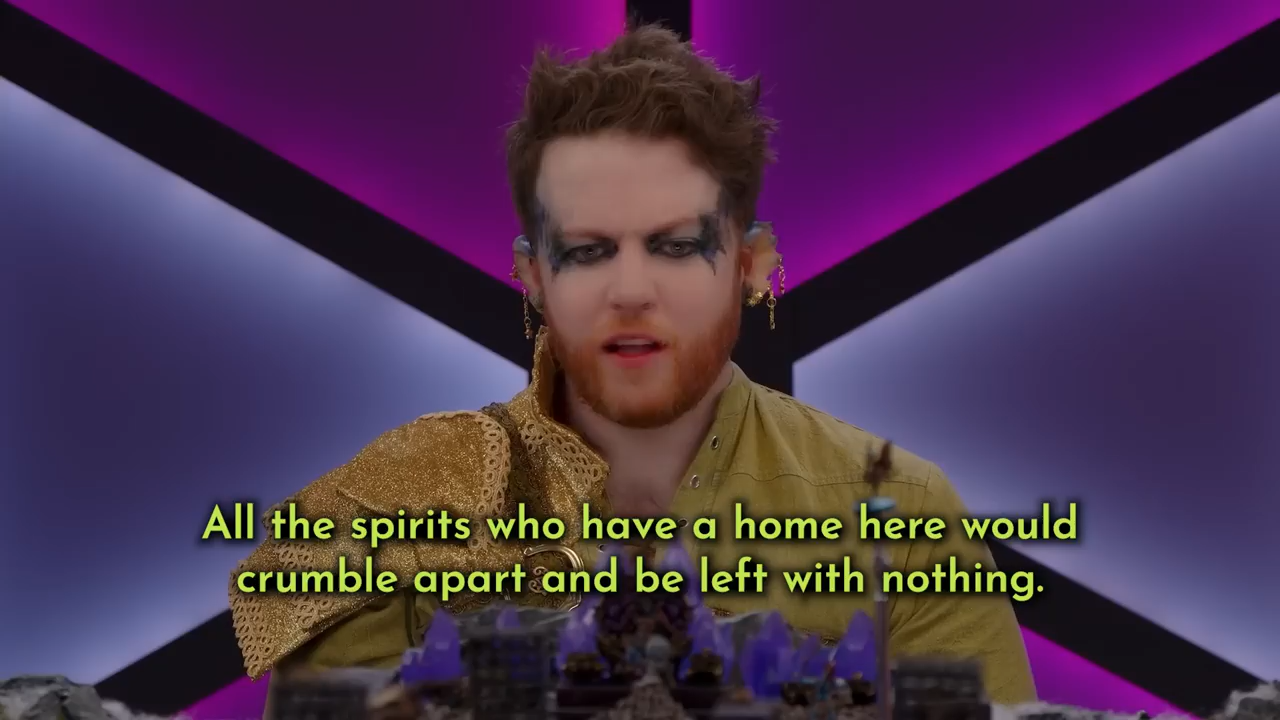 All the spirits who have a home here would
crumble apart and be left with nothing.